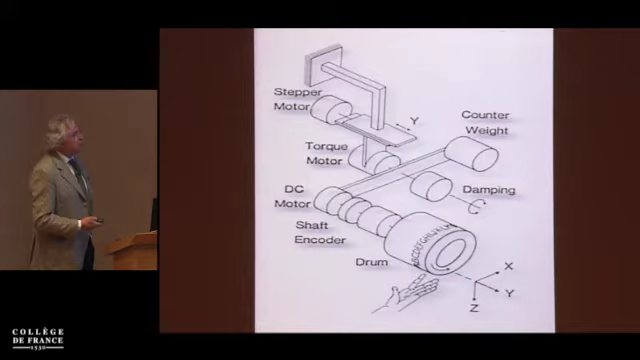 Stepper
Motor
Y
Counter
Weight
Torque
Motor
DC
Motor
Damping
Shaft
Encoder
Drum
X
Y
Z
COLLÈGE
DE FRANCE
1530